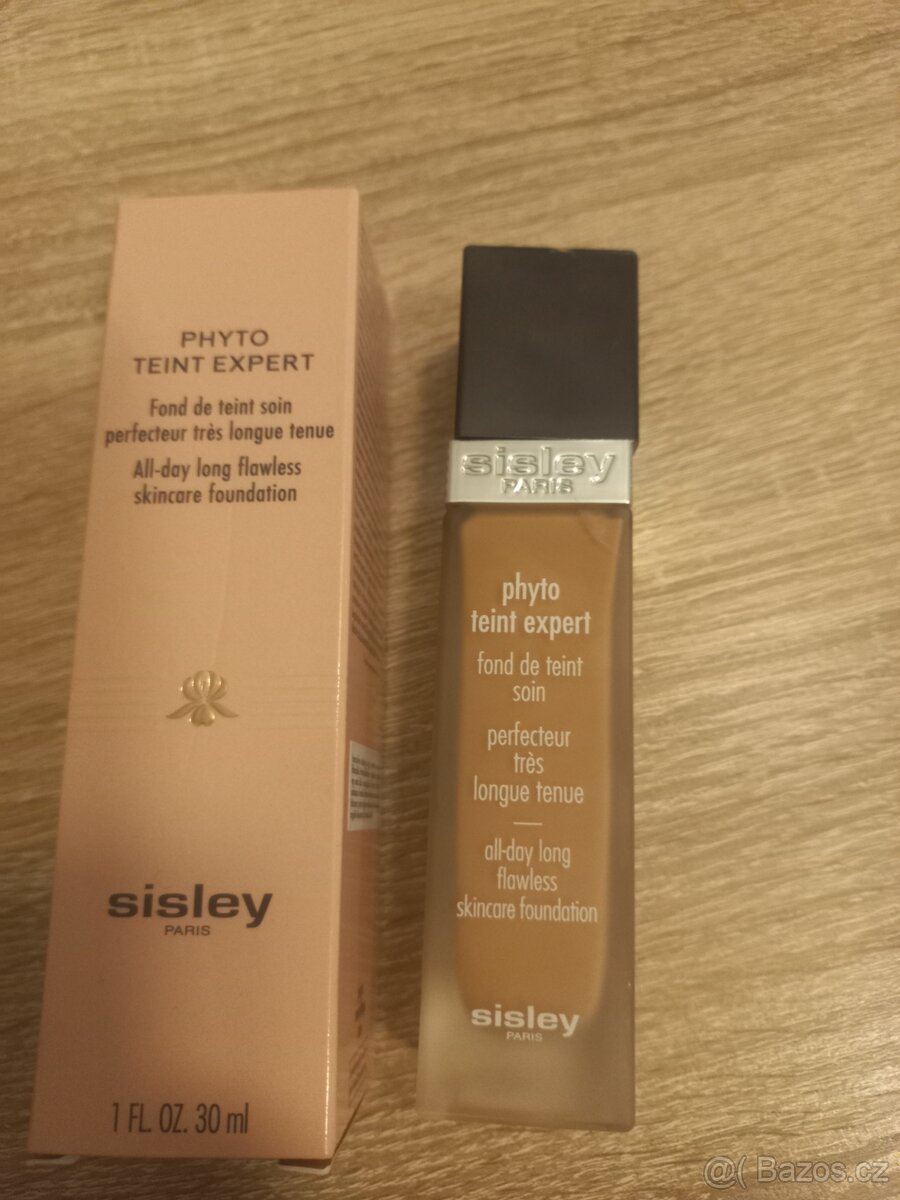 PHYTO
TEINT EXPERT
Fond de teint soin
perfecteur très longue tenue
All-day long flawless
skincare foundation
sisley
PARIS
1 FL. OZ. 30 ml
sisley
PARIS
phyto
teint expert
fond de teint
soin
perfecteur
très
longue tenue
all-day long
flawless
skincare foundation
sisley
PARIS
@( Bazos.cz